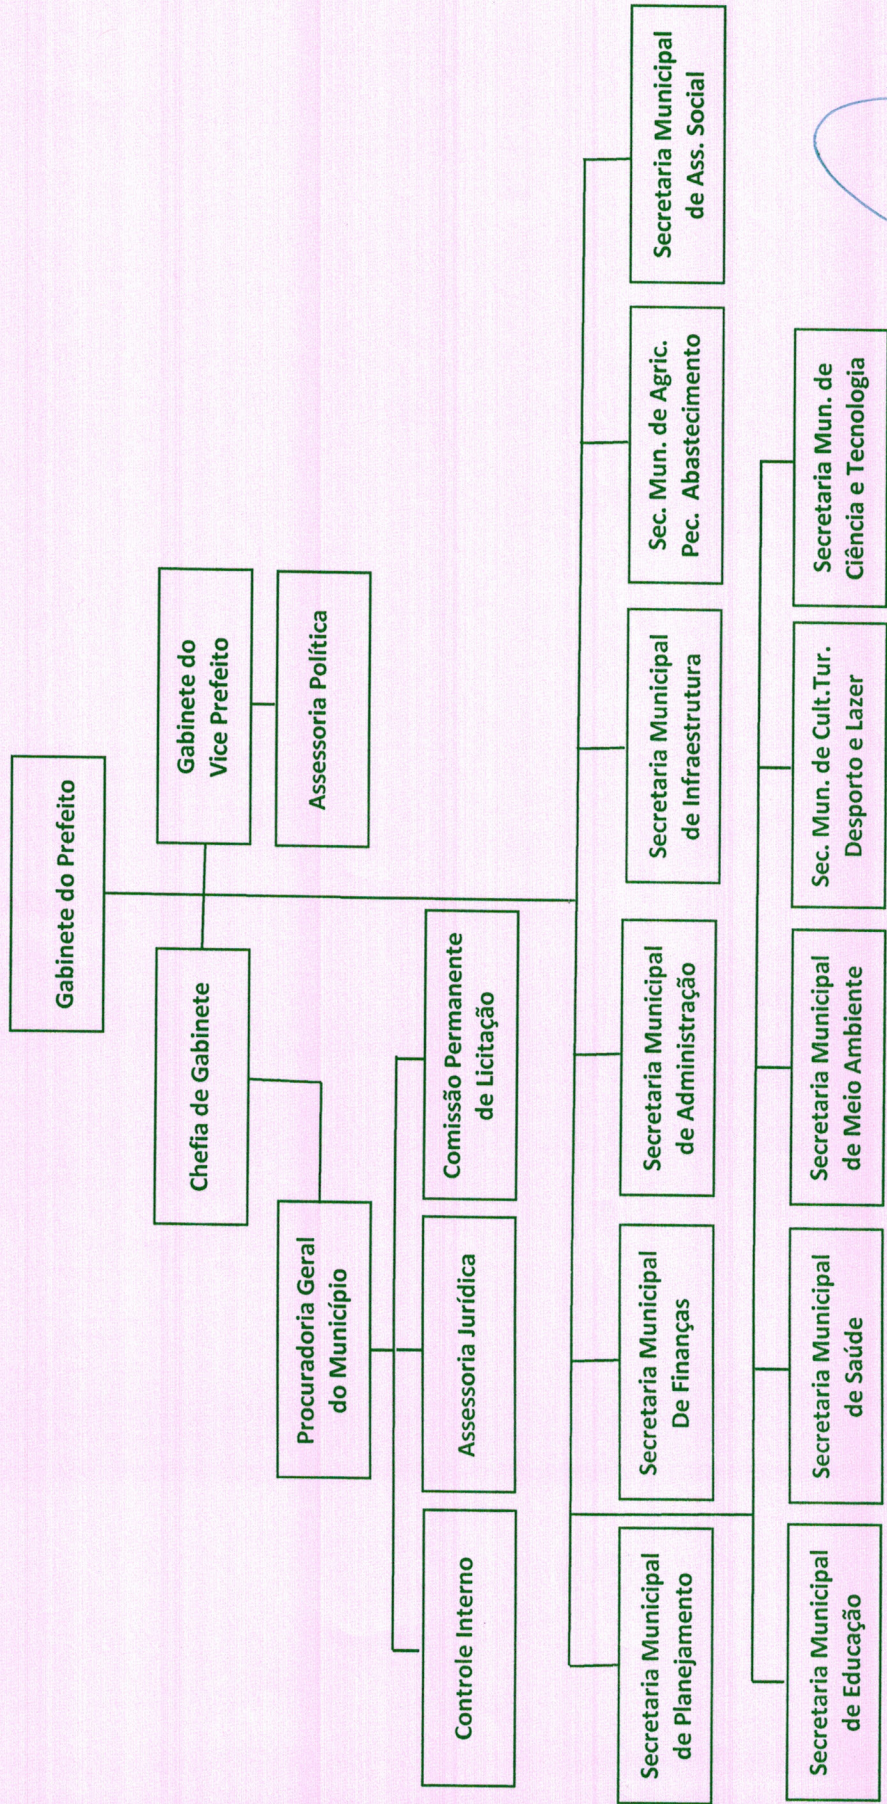 Gabinete do Prefeito
Chefia de Gabinete
Gabinete do
Vice Prefeito
Procuradoria Geral
do Município
Assessoria Política
Controle Interno
Assessoria Jurídica
Comissão Permanente
de Licitação
Secretaria Municipal
de Planejamento
Secretaria Municipal
De Finanças
Secretaria Municipal
de Administração
Secretaria Municipal
de Infraestrutura
Sec. Mun. de Agric.
Pec. Abastecimento
Secretaria Municipal
de Ass. Social
Secretaria Municipal
de Educação
Secretaria Municipal
de Saúde
Secretaria Municipal
de Meio Ambiente
Sec. Mun. de Cult.Tur.
Desporto e Lazer
Secretaria Mun. de
Ciência e Tecnologia